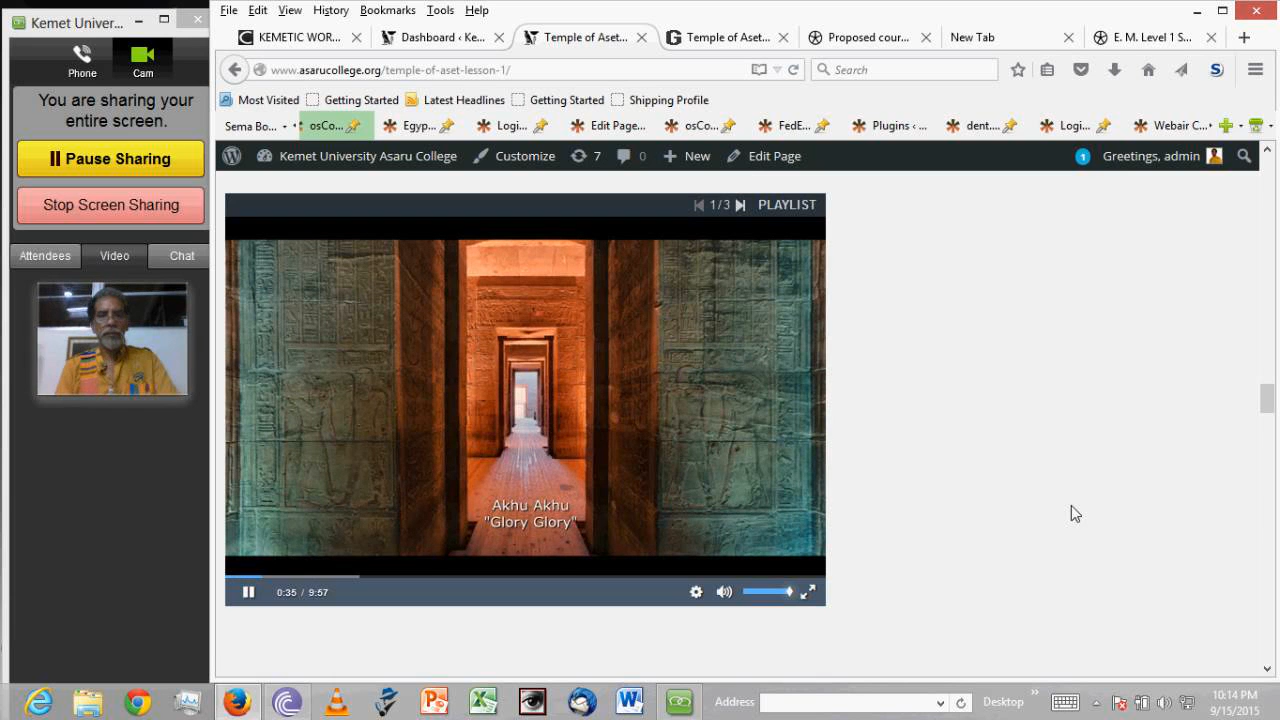 Kemet Univer...
File Edit View History Bookmarks Tools Help
KEMETIC WOR... Dashboard ‹ Ke... Temple of Aset... Temple of Aset... Proposed cour... New Tab E. M. Level 1 S...
Phone Cam
www.asarucollege.org/temple-of-aset-lesson-1/ Search
You are sharing your
entire screen.
Most Visited Getting Started Latest Headlines Getting Started Shipping Profile
Sema Bo... osCo... Egyp... Logi... Edit Page... osCo... FedE... Plugins ‹ ... dent.... Logi... Webair C...
Pause Sharing
Kemet University Asaru College Customize 7 0 New Edit Page 1 Greetings, admin
Stop Screen Sharing
1/3 PLAYLIST
Attendees Video Chat
Akhu Akhu
"Glory Glory"
0:35 / 9:57
Address Desktop
10:14 PM
9/15/2015